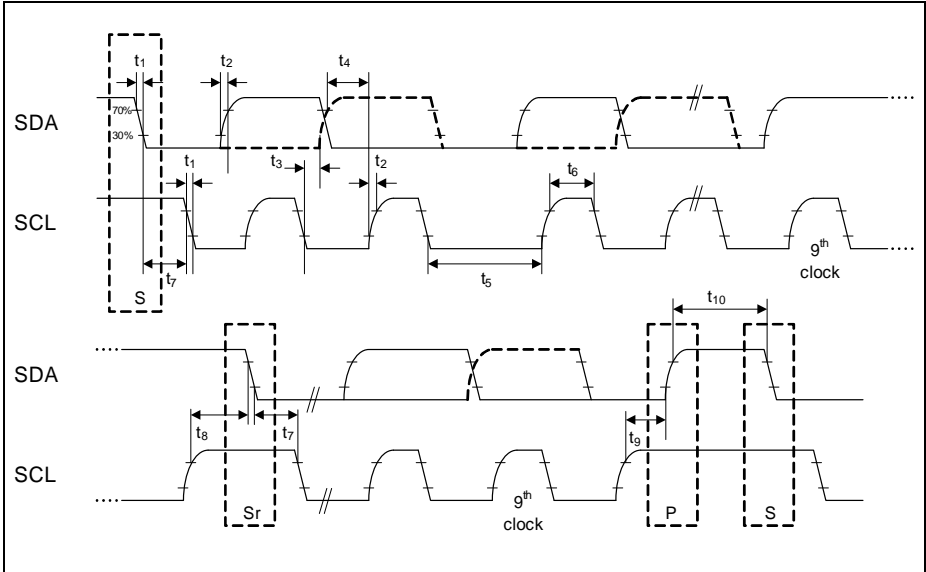 t1 t2 t4
70%
SDA
30%
t1 t3 t2 t6
SCL
t7 t5 9th
clock
S
t10
SDA
t8 t7 t9
SCL
Sr 9th P S
clock